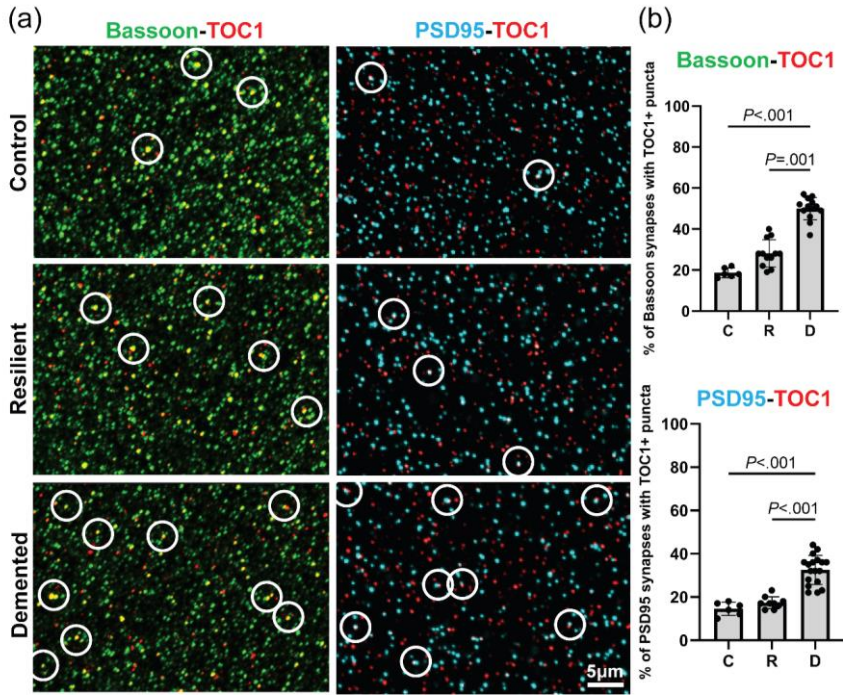 (a)
Bassoon-TOC1
PSD95-TOC1
Control
Resilient
Demented
5µm
(b)
Bassoon-TOC1
% of Bassoon synapses with TOC1+ puncta
100
80
60
40
20
0
P<.001
P=.001
C R D
PSD95-TOC1
% of PSD95 synapses with TOC1+ puncta
100
80
60
40
20
0
P<.001
P<.001
C R D